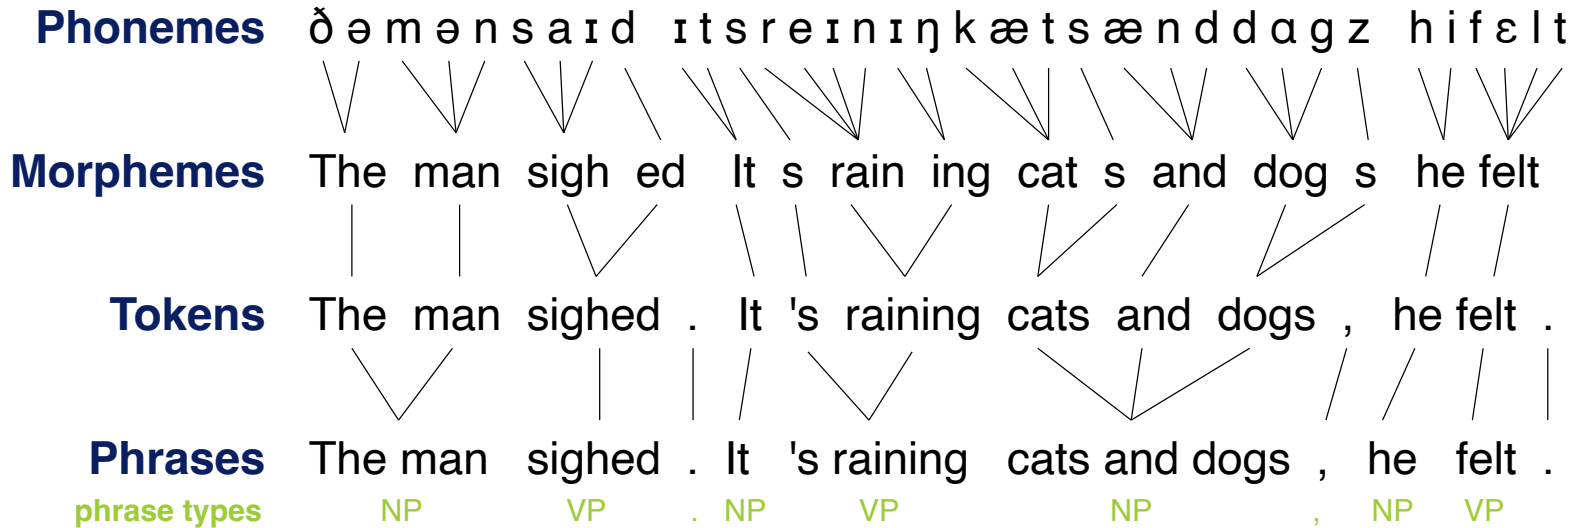 Phonemes ð ə m ə n s a ɪ d ɪ t s r e ɪ n ɪ ŋ k æ t s æ n d d ɑ g z h i f ɛ l t
Morphemes The man sigh ed It s rain ing cat s and dog s he felt
Tokens The man sighed . It 's raining cats and dogs , he felt .
Phrases The man sighed . It 's raining cats and dogs , he felt .
phrase types NP VP . NP VP NP , NP VP